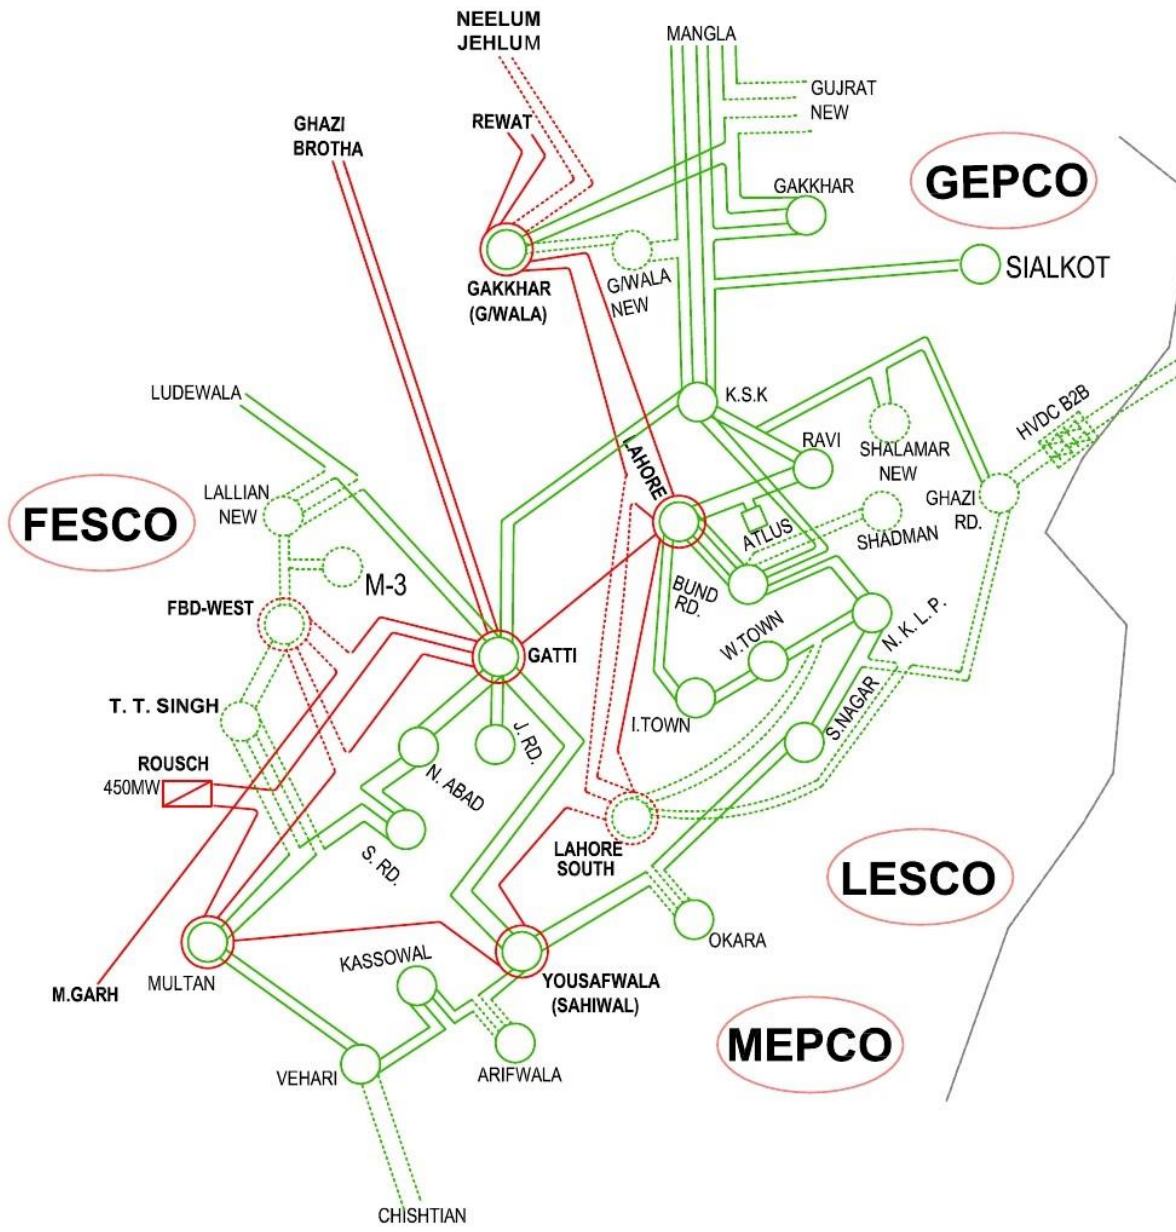 NEELUM
JEHLUM
MANGLA
GUJRAT
NEW
GHAZI
BROTHA
REWAT
GEPCO
GAKKHAR
SIALKOT
GAKKHAR
(G/WALA)
G/WALA
NEW
LUDEWALA
K.S.K
HVDC B2B
LAHORE
RAVI
SHALAMAR
NEW
LALLIAN
NEW
FESCO
GHAZI
RD.
ATLUS
SHADMAN
M-3
BUND
RD.
FBD-WEST
N. K. L. P.
W.TOWN
GATTI
T. T. SINGH
I.TOWN
S.NAGAR
J. RD.
ROUSCH
450MW
N. ABAD
S. RD.
LAHORE
SOUTH
LESCO
OKARA
KASSOWAL
MULTAN
M.GARH
YOUSAFWALA
(SAHIWAL)
MEPCO
VEHARI
ARIFWALA
CHISHTIAN